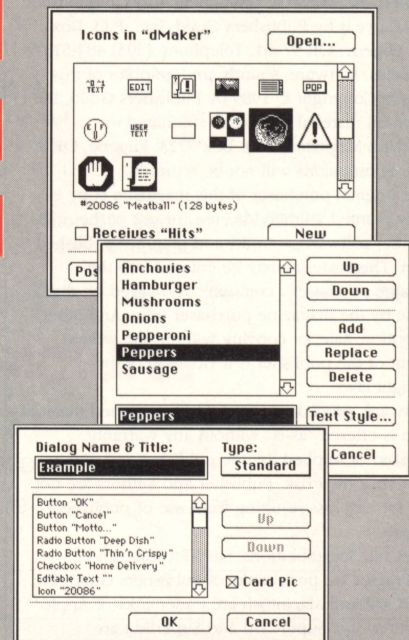 Icons in “dMaker”
Open...
^0 ^1
TEXT
EDIT
POP
E I F
U
USER
TEXT
#20086 "Meatball" (128 bytes)
Receives "Hits"
New
Pos
Anchovies
Hamburger
Mushrooms
Onions
Pepperoni
Peppers
Sausage
Peppers
Up
Down
Add
Replace
Delete
Text Style...
Cancel
Dialog Name & Title:
Type:
Example
Standard
Button "OK"
Button "Cancel"
Button "Motto..."
Radio Button "Deep Dish"
Radio Button "Thin'n Crispy"
Checkbox "Home Delivery"
Editable Text ""
Icon "20086"
Up
Down
Card Pic
OK
Cancel